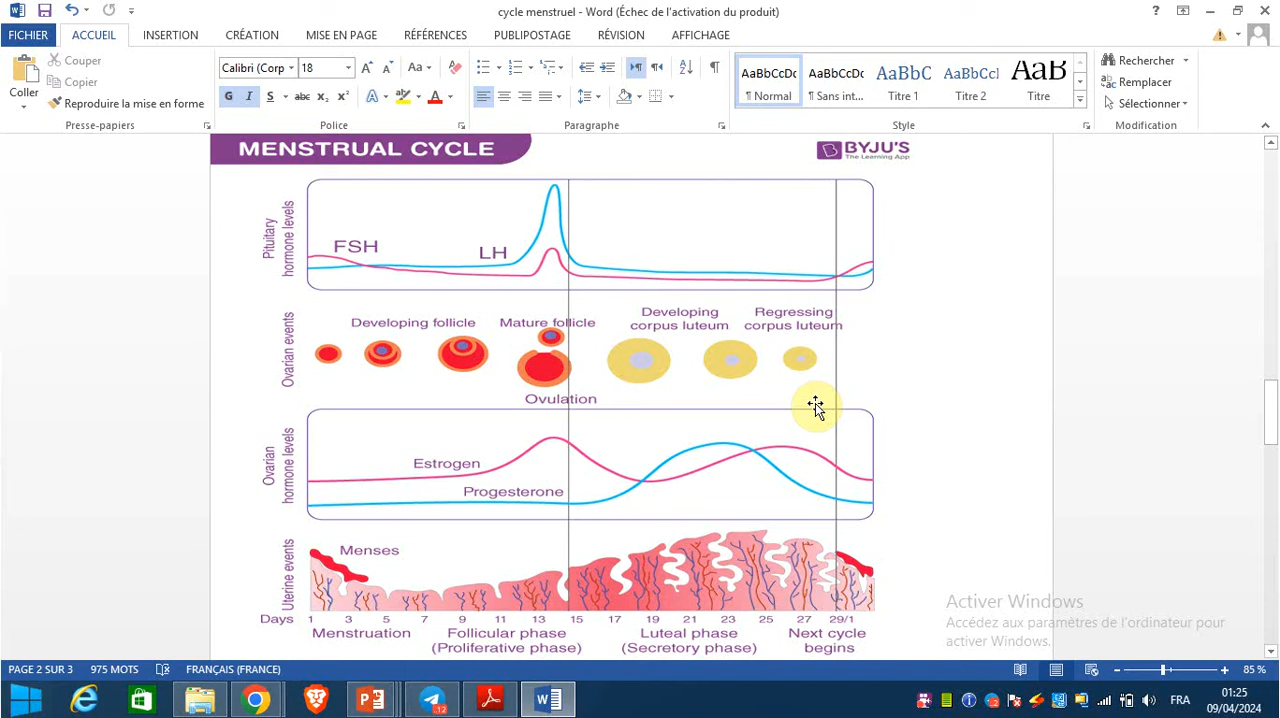 cycle menstruel - Word (Échec de l'activation du produit)
FICHIER ACCUEIL INSERTION CRÉATION MISE EN PAGE RÉFÉRENCES PUBLIPOSTAGE RÉVISION AFFICHAGE
Coller
Couper
Copier
Reproduire la mise en forme
Presse-papiers
Calibri (Corp 18
G I S abc x₂ x²
Police
Paragraphe
AaBbCcDc AaBbCcDc AaBbC AaBbCcI AaB
¶ Normal ¶ Sans int... Titre 1 Titre 2 Titre
Style
Rechercher
Remplacer
Sélectionner
Modification
MENSTRUAL CYCLE
BYJU'S
The Learning App
Pituitary
hormone levels
FSH
LH
Ovarian events
Developing follicle
Mature follicle
Developing
corpus luteum
Regressing
corpus luteum
Ovulation
Ovarian
hormone levels
Estrogen
Progesterone
Uterine events
Menses
Days 1 3 5 7 9 11 13 15 17 19 21 23 25 27 29/1
Menstruation
Follicular phase
(Proliferative phase)
Luteal phase
(Secretory phase)
Next cycle
begins
Activer Windows
Accédez aux paramètres de l'ordinateur pour
activer Windows.
PAGE 2 SUR 3 975 MOTS FRANÇAIS (FRANCE) 85 %
12
FRA
01:25
09/04/2024